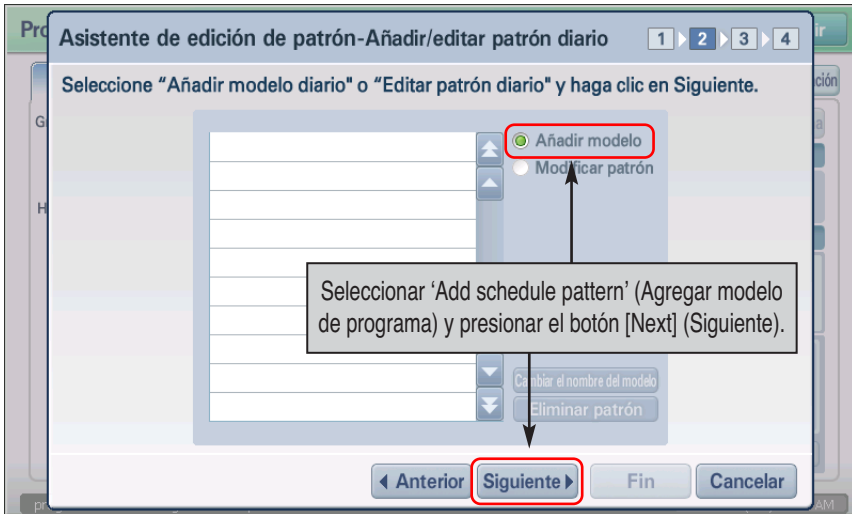 Asistente de edición de patrón-Añadir/editar patrón diario 1 2 3 4
Seleccione “Añadir modelo diario" o “Editar patrón diario" y haga clic en Siguiente.
Añadir modelo
Modificar patrón
Seleccionar ‘Add schedule pattern’ (Agregar modelo
de programa) y presionar el botón [Next] (Siguiente).
Cambiar el nombre del modelo
Eliminar patrón
Anterior
Siguiente
Fin
Cancelar
AM